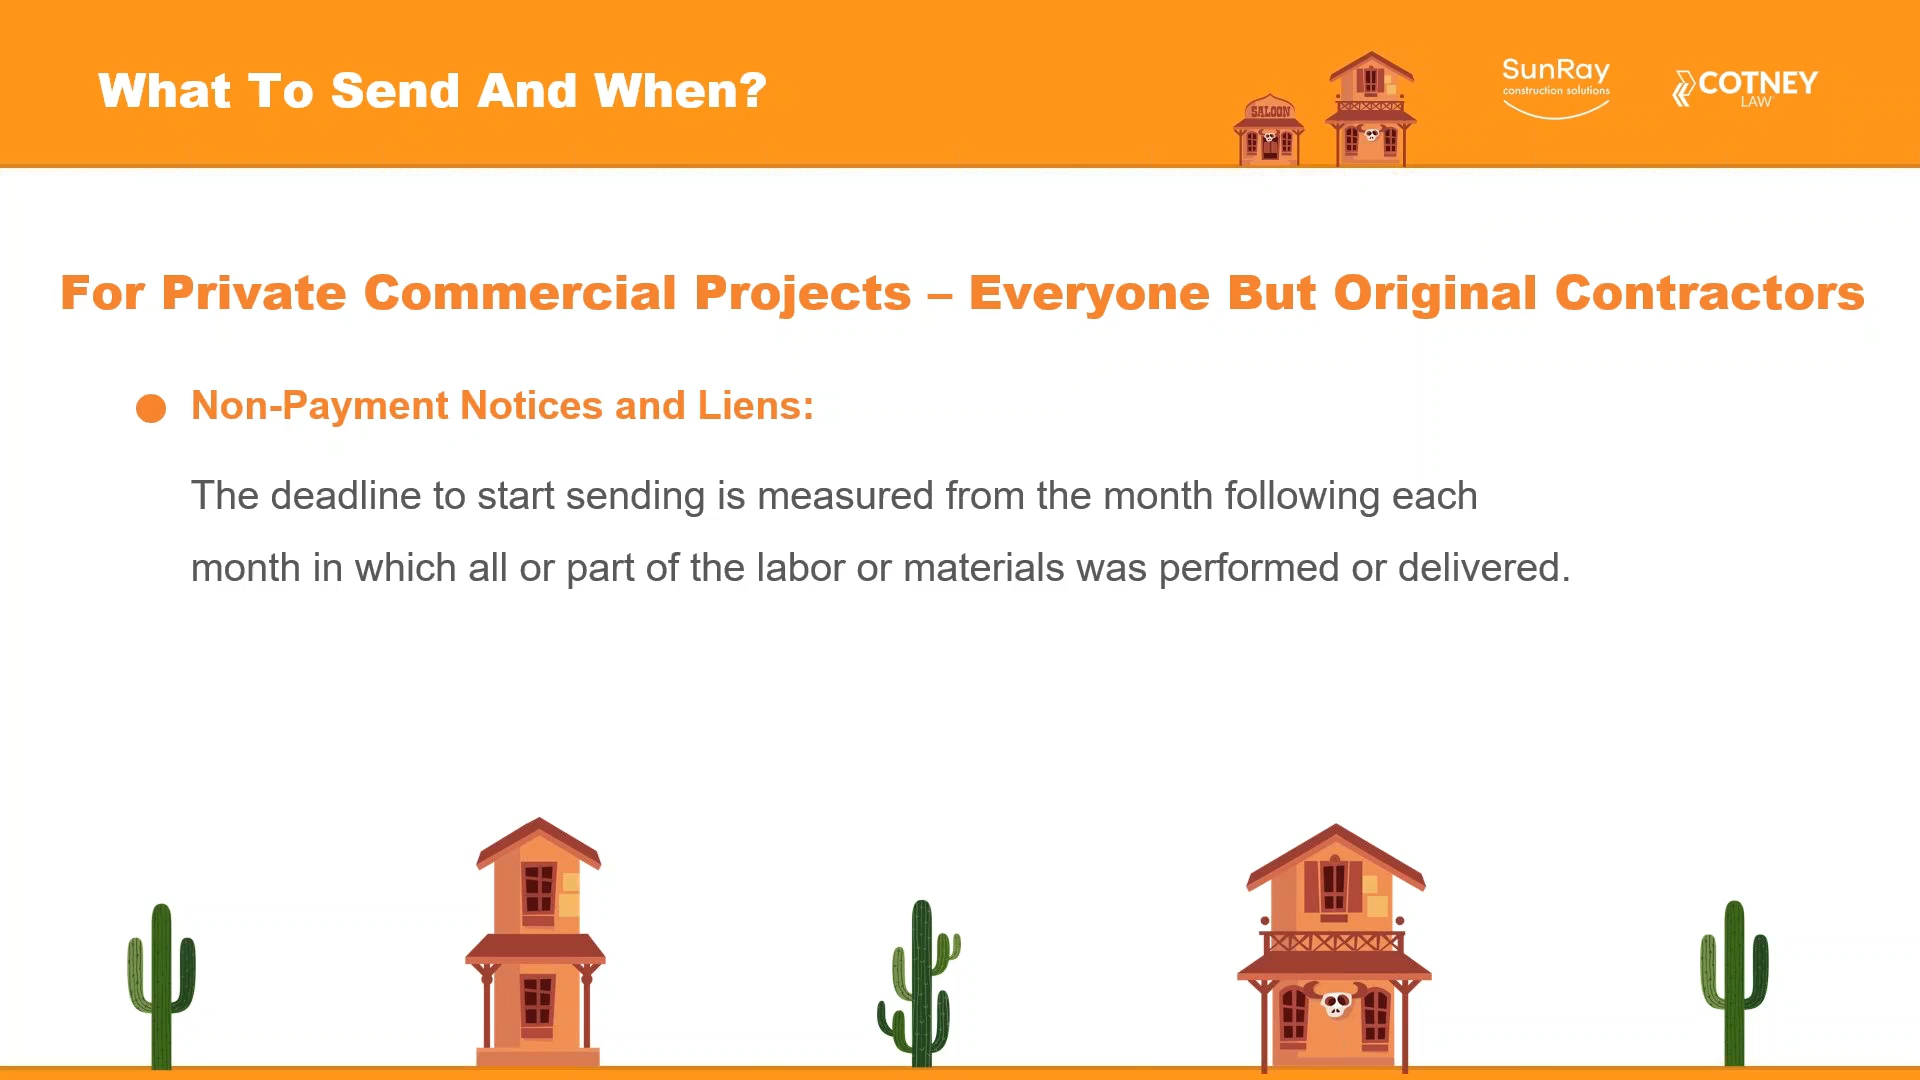 What To Send And When?
SALOON
SunRay
construction solutions
COTNEY
LAW
For Private Commercial Projects – Everyone But Original Contractors
Non-Payment Notices and Liens:
The deadline to start sending is measured from the month following each
month in which all or part of the labor or materials was performed or delivered.